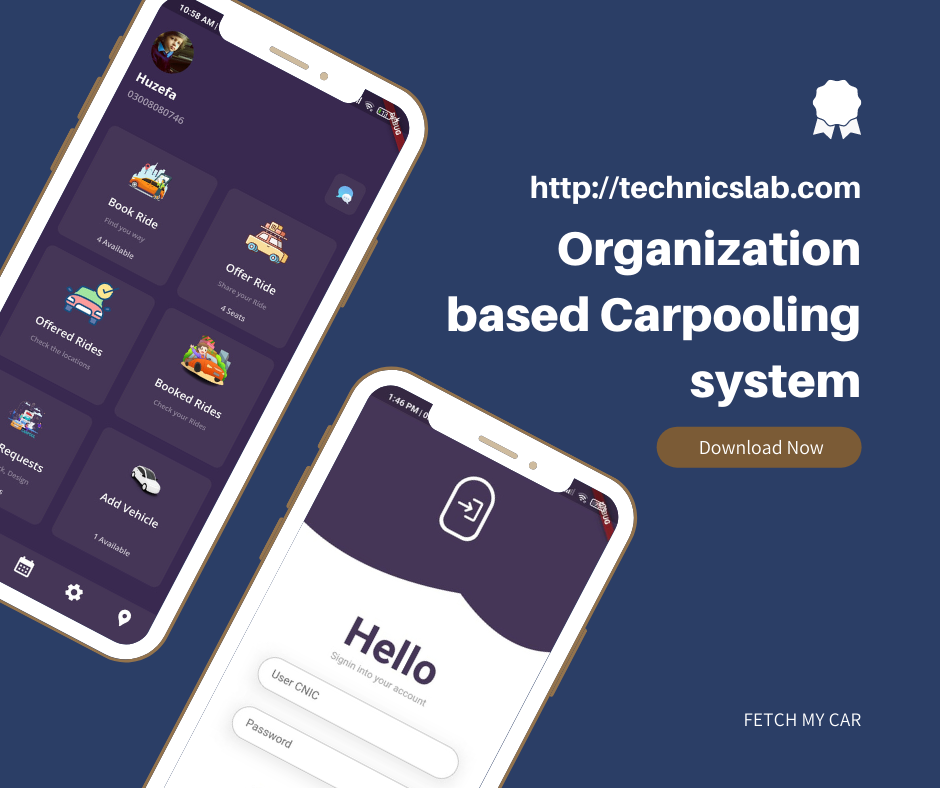 10:58 AM |
Huzefa
03008080746
Book Ride
Find you way
4 Available
Offer Ride
Share your Ride
4 Seats
Offered Rides
Check the locations
Booked Rides
Check your Rides
Requests
Design
Add Vehicle
1 Available
http://technicslab.com
Organization
based Carpooling
system
Download Now
1:46 PM | 0
Hello
Signin into your account
User CNIC
Password
FETCH MY CAR